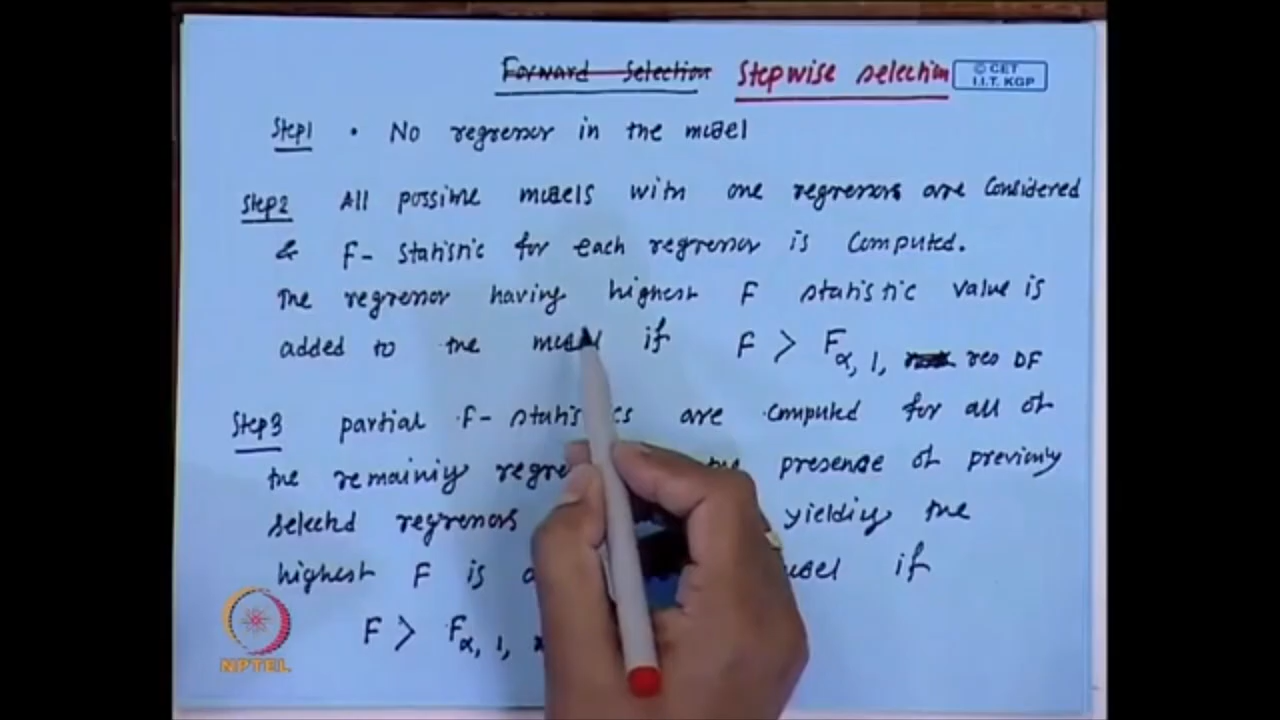 Forward Selection Stepwise selection
© CET
I.I.T. KGP
Step1 • No regressor in the model
Step2 All possible models with one regressors are Considered
& F- Statistic for each regressor is Computed.
The regressor having highest F statistic value is
added to the model if F > Fα, 1, res DF
Step3 partial F- statistics are computed for all of
the remaining presence of previously
selected regressors yielding the
highest F is if
F > Fα, 1,
NPTEL